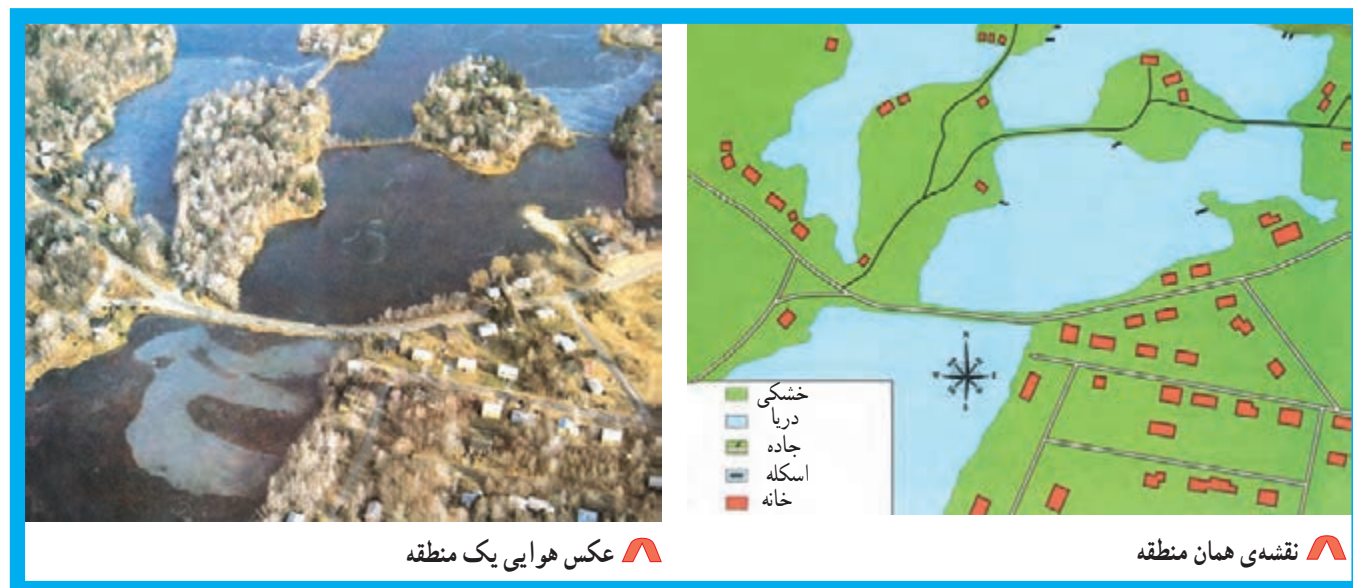 خشکی
دریا
جاده
اسکله
خانه
N
W E
S
نقشه‌ی همان منطقه
عکس هوایی یک منطقه